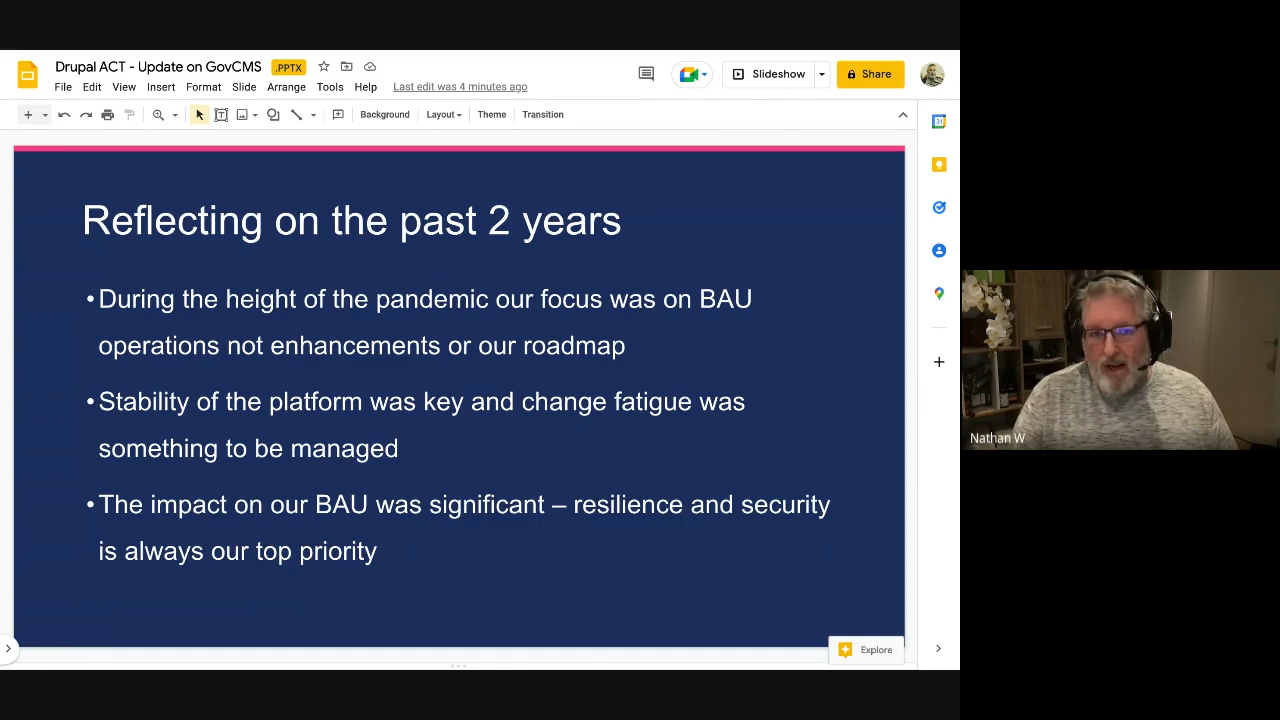 Drupal ACT - Update on GovCMS .PPTX
File Edit View Insert Format Slide Arrange Tools Help Last edit was 4 minutes ago
Slideshow
Share
Background Layout Theme Transition
31
Reflecting on the past 2 years
•During the height of the pandemic our focus was on BAU
operations not enhancements or our roadmap
•Stability of the platform was key and change fatigue was
something to be managed
•The impact on our BAU was significant – resilience and security
is always our top priority
Explore
Nathan W